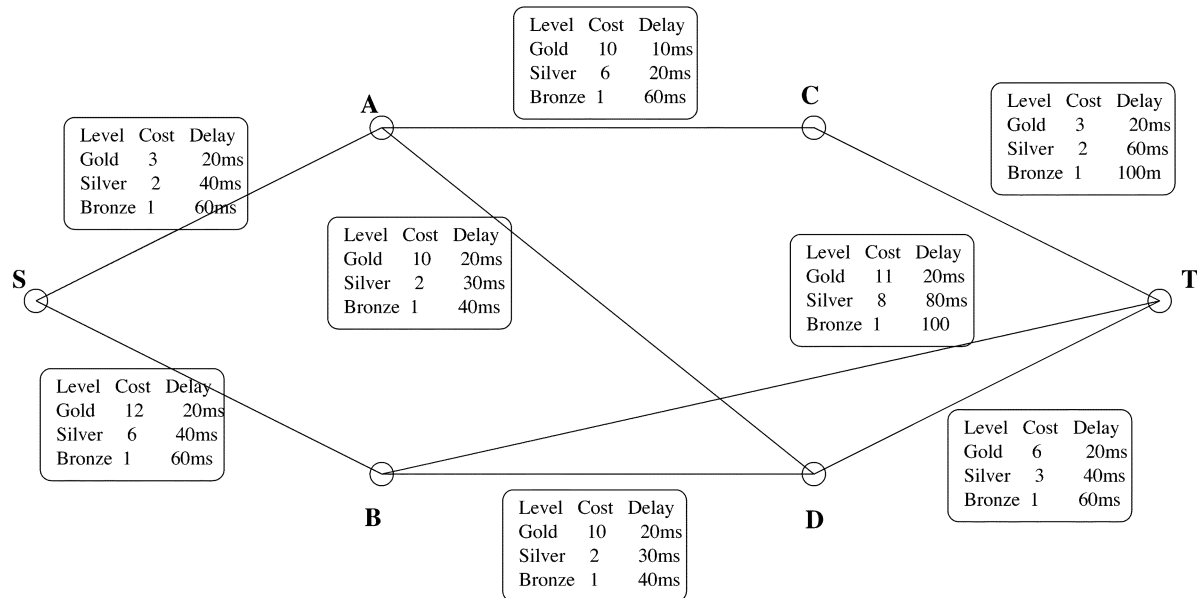 Level Cost Delay
Gold 10 10ms
Silver 6 20ms
Bronze 1 60ms
A
C
Level Cost Delay
Gold 3 20ms
Silver 2 60ms
Bronze 1 100m
Level Cost Delay
Gold 3 20ms
Silver 2 40ms
Bronze 1 60ms
Level Cost Delay
Gold 10 20ms
Silver 2 30ms
Bronze 1 40ms
Level Cost Delay
Gold 11 20ms
Silver 8 80ms
Bronze 1 100
S
T
Level Cost Delay
Gold 12 20ms
Silver 6 40ms
Bronze 1 60ms
Level Cost Delay
Gold 6 20ms
Silver 3 40ms
Bronze 1 60ms
B
D
Level Cost Delay
Gold 10 20ms
Silver 2 30ms
Bronze 1 40ms